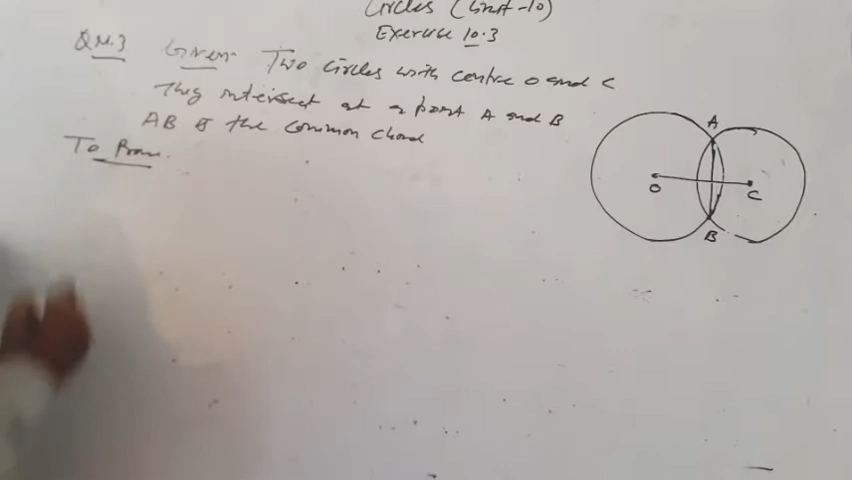 Circles (Unit-10)
Exercise 10.3
Q N.3 Given Two circles with centre O and C
They intersect at a point A and B
AB is the common chord
To Prove.
A
O
C
B